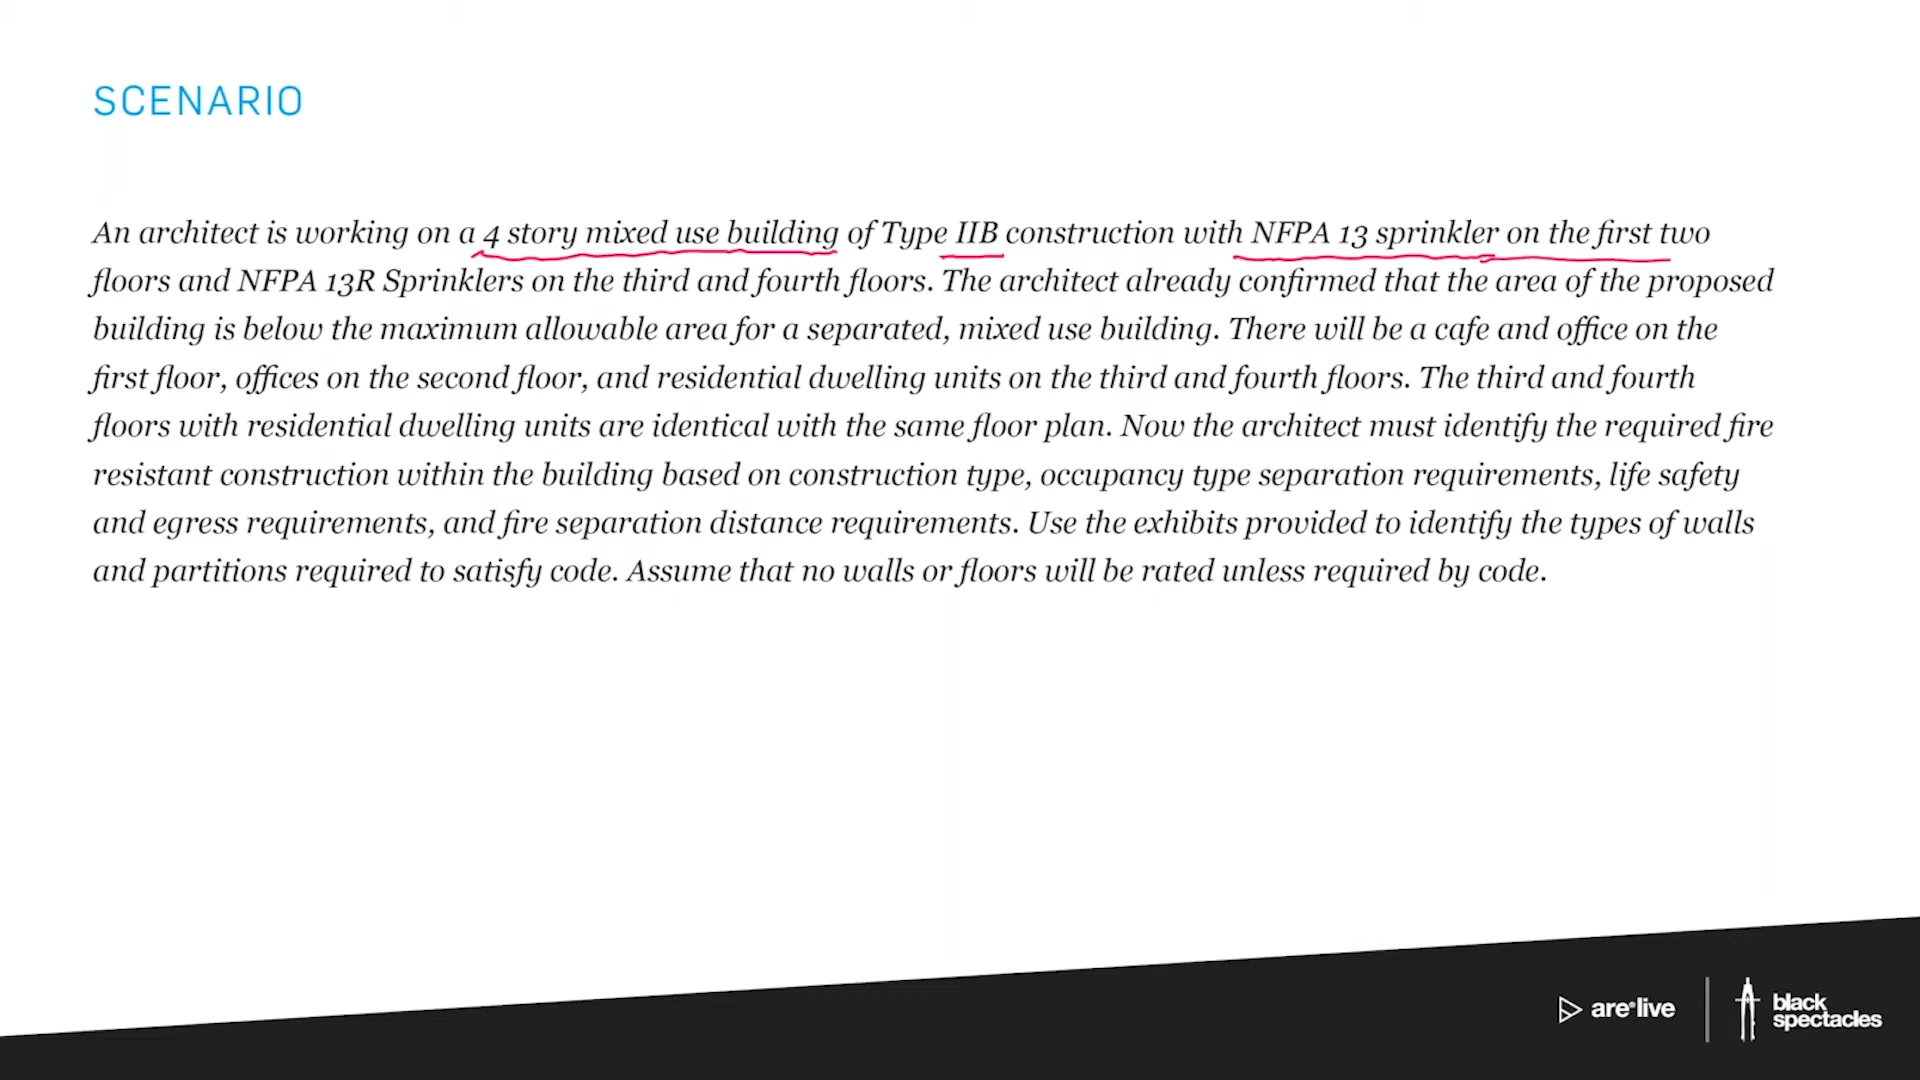 SCENARIO
An architect is working on a 4 story mixed use building of Type IIB construction with NFPA 13 sprinkler on the first two
floors and NFPA 13R Sprinklers on the third and fourth floors. The architect already confirmed that the area of the proposed
building is below the maximum allowable area for a separated, mixed use building. There will be a cafe and office on the
first floor, offices on the second floor, and residential dwelling units on the third and fourth floors. The third and fourth
floors with residential dwelling units are identical with the same floor plan. Now the architect must identify the required fire
resistant construction within the building based on construction type, occupancy type separation requirements, life safety
and egress requirements, and fire separation distance requirements. Use the exhibits provided to identify the types of walls
and partitions required to satisfy code. Assume that no walls or floors will be rated unless required by code.
are live
black
spectacles